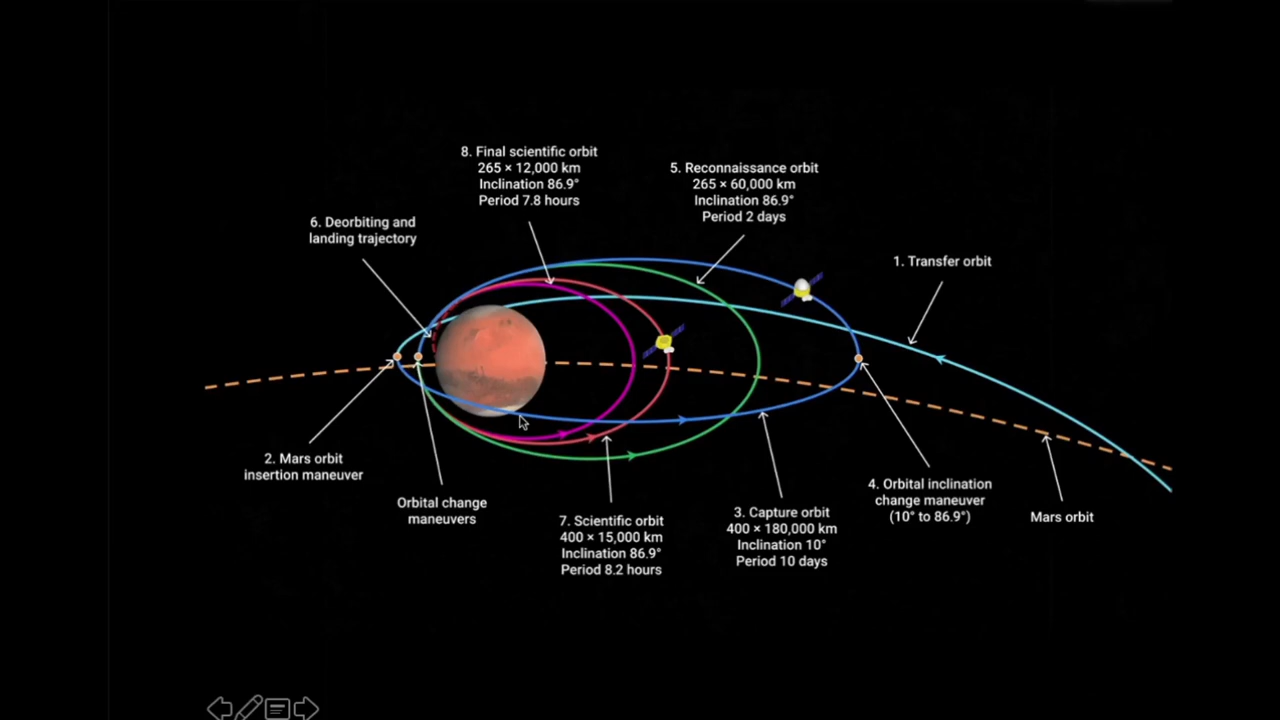 8. Final scientific orbit
265 × 12,000 km
Inclination 86.9°
Period 7.8 hours
5. Reconnaissance orbit
265 × 60,000 km
Inclination 86.9°
Period 2 days
6. Deorbiting and
landing trajectory
1. Transfer orbit
2. Mars orbit
insertion maneuver
Orbital change
maneuvers
7. Scientific orbit
400 × 15,000 km
Inclination 86.9°
Period 8.2 hours
3. Capture orbit
400 × 180,000 km
Inclination 10°
Period 10 days
4. Orbital inclination
change maneuver
(10° to 86.9°)
Mars orbit